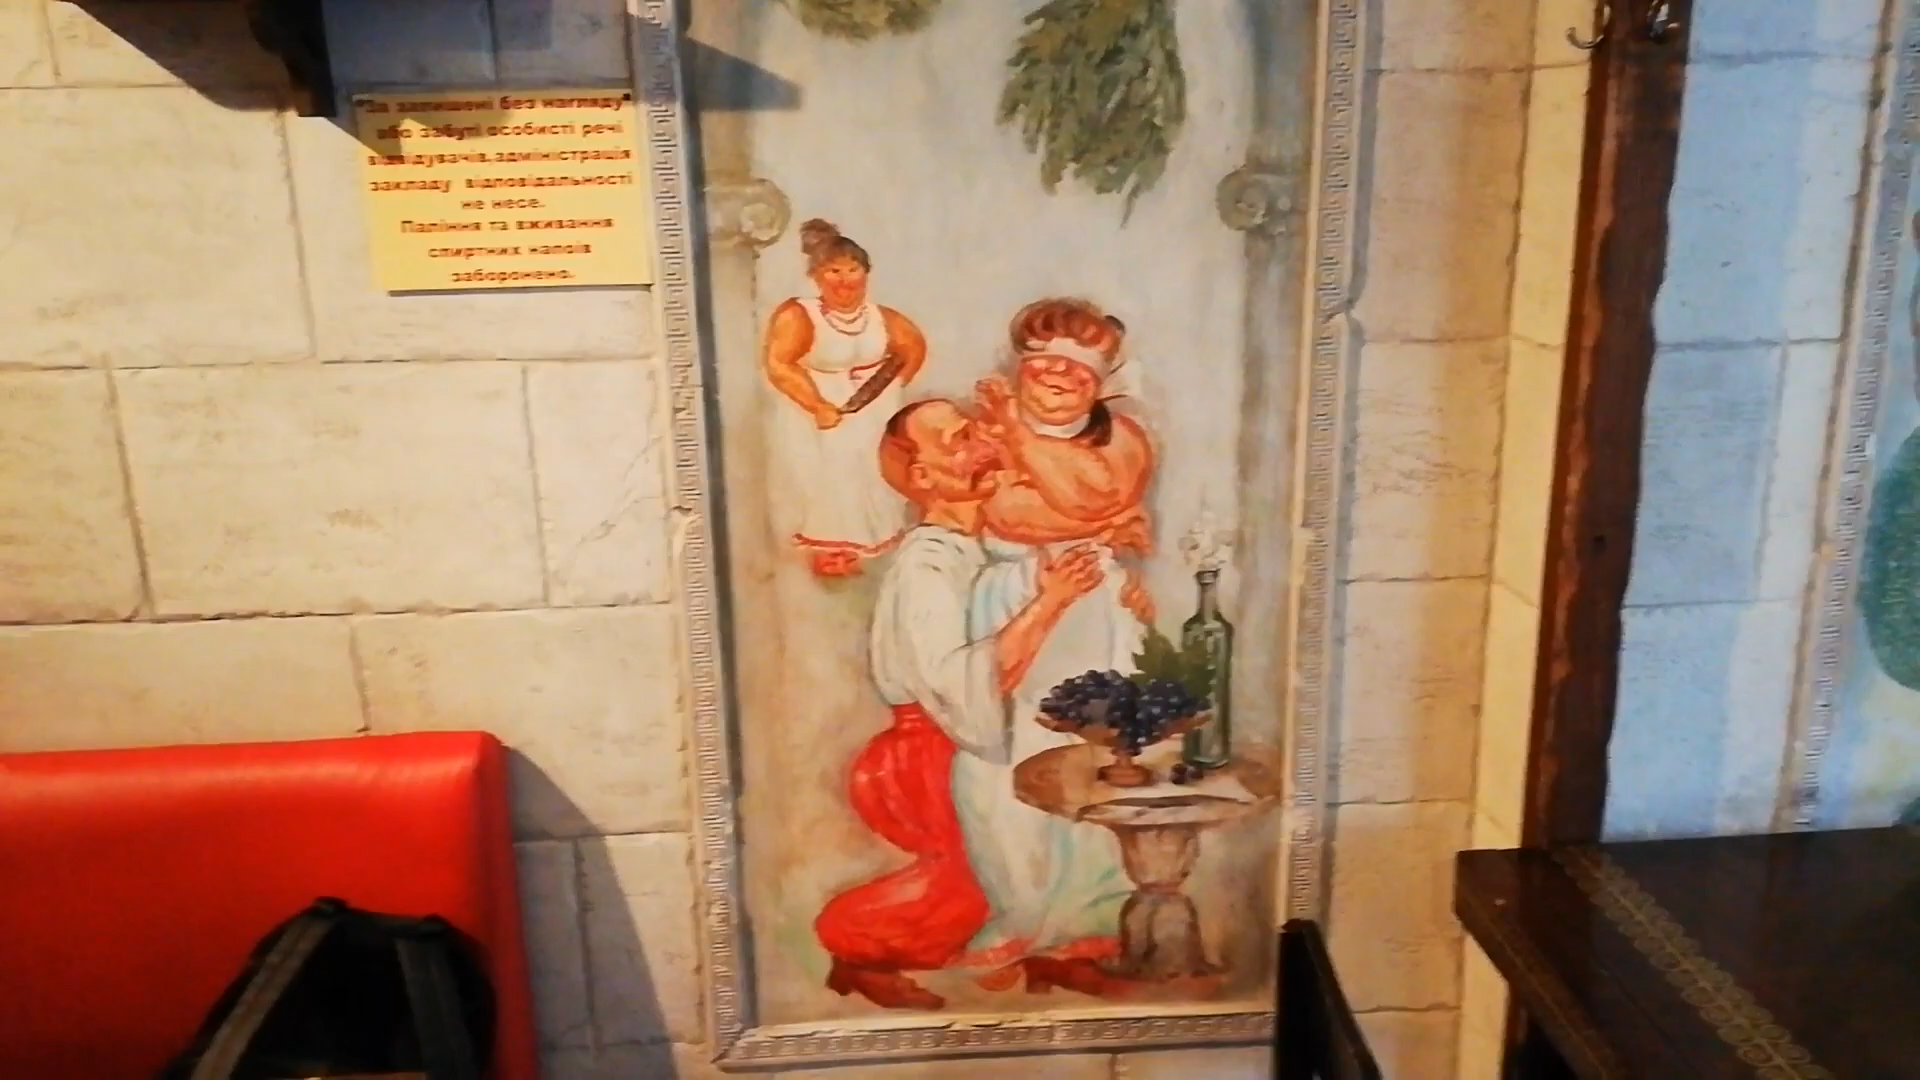 "За залишені без нагляду"
або забуті особисті речі
відвідувачів, адміністрація
закладу відповідальності
не несе.
Паління та вживання
спиртних напоїв
заборонено.